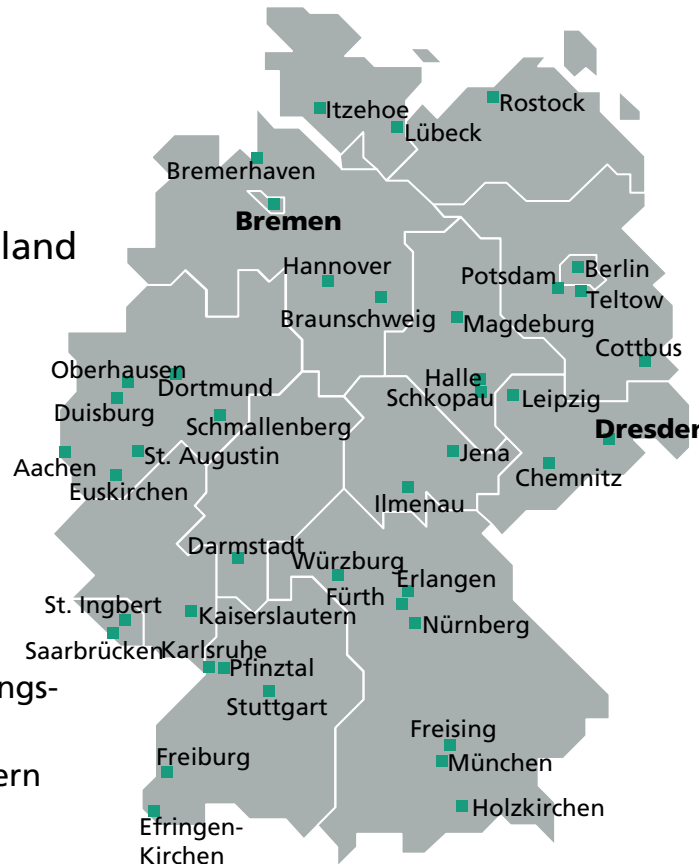 Itzehoe
Rostock
Lübeck
Bremerhaven
Bremen
land
Hannover
Potsdam
Berlin
Teltow
Braunschweig
Magdeburg
Cottbus
Oberhausen
Dortmund
Halle
Schkopau
Leipzig
Duisburg
Schmallenberg
Dresden
Aachen
St. Augustin
Jena
Chemnitz
Euskirchen
Ilmenau
Darmstadt
Würzburg
Erlangen
Fürth
St. Ingbert
Kaiserslautern
Nürnberg
Saarbrücken
Karlsruhe
Pfinztal
ngs-
Stuttgart
Freising
München
Freiburg
ern
Holzkirchen
Efringen-
Kirchen